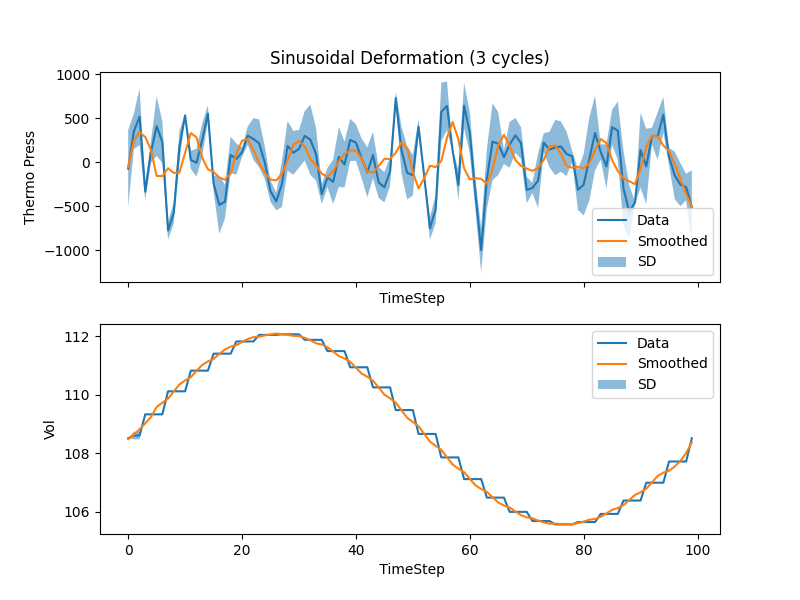 Sinusoidal Deformation (3 cycles)
1000
500
0
−500
−1000
Thermo Press
Data
Smoothed
SD
TimeStep
112
110
108
106
Vol
Data
Smoothed
SD
0
20
40
60
80
100
TimeStep